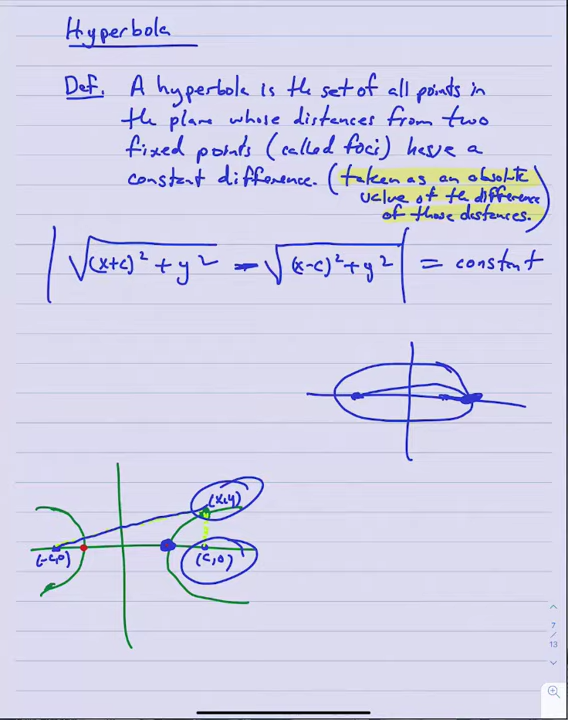 Hyperbola
Def. A hyperbola is the set of all points in
the plane whose distances from two
fixed points (called foci) have a
constant difference. (taken as an absolute
value of the difference
of those distances.)
| √((x+c)² + y²) - √((x-c)² + y²) | = constant
(x,y)
(-c,0)
(c,0)
7
/
13